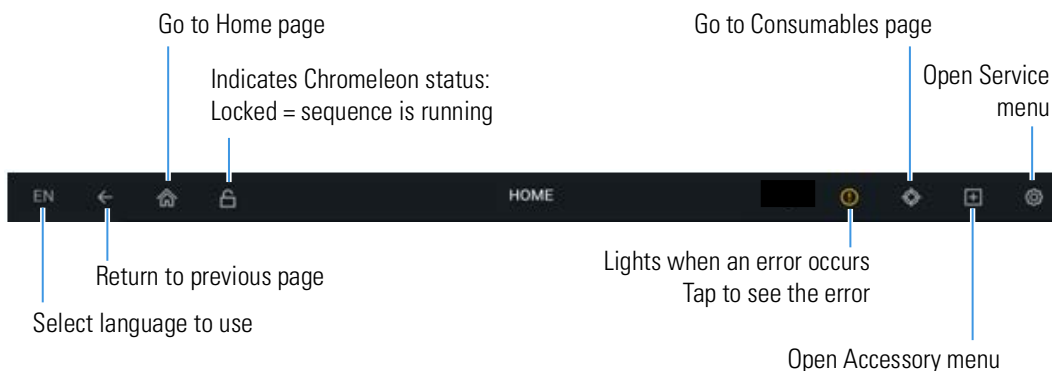 Go to Home page
Go to Consumables page
Indicates Chromeleon status:
Locked = sequence is running
Open Service
menu
EN
HOME
Return to previous page
Lights when an error occurs
Tap to see the error
Select language to use
Open Accessory menu